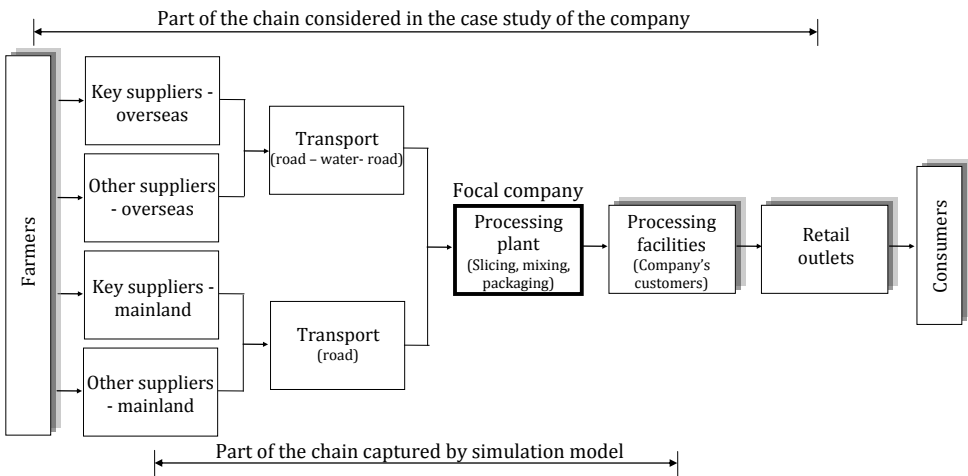 Part of the chain considered in the case study of the company
Farmers
Key suppliers -
overseas
Other suppliers
- overseas
Key suppliers -
mainland
Other suppliers
- mainland
Transport
(road – water- road)
Transport
(road)
Focal company
Processing
plant
(Slicing, mixing,
packaging)
Processing
facilities
(Company's
customers)
Retail
outlets
Consumers
Part of the chain captured by simulation model